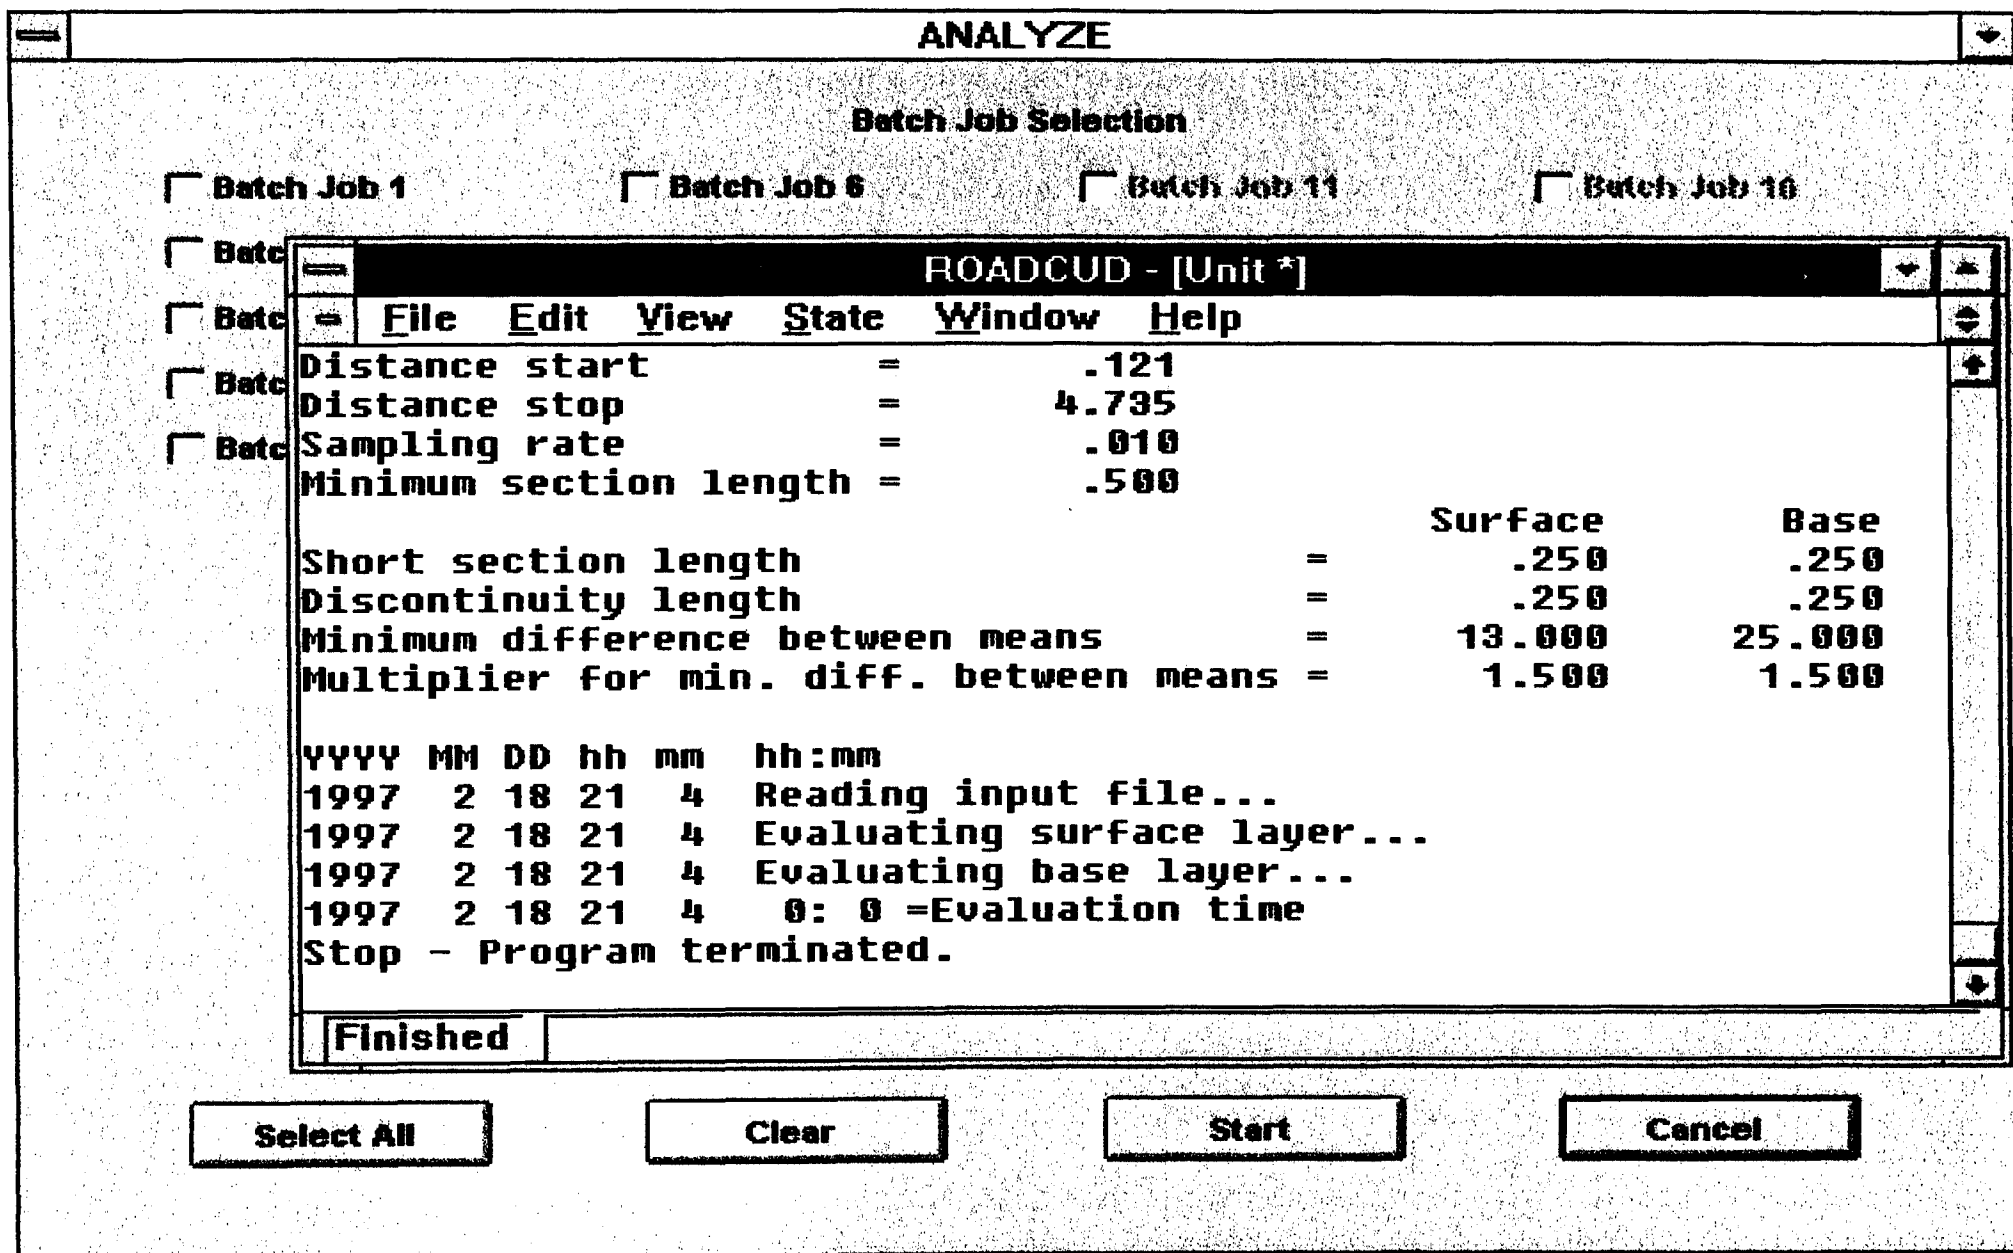 ANALYZE
Batch Job Selection
Batch Job 1 Batch Job 6 Batch Job 11 Batch Job 16
Batc
Batc
Batc
Batc
ROADCUD - [Unit *]
File Edit View State Window Help
Distance start = .121
Distance stop = 4.735
Sampling rate = .010
Minimum section length = .500
Surface Base
Short section length = .250 .250
Discontinuity length = .250 .250
Minimum difference between means = 13.000 25.000
Multiplier for min. diff. between means = 1.500 1.500
YYYY MM DD hh mm hh:mm
1997 2 18 21 4 Reading input file...
1997 2 18 21 4 Evaluating surface layer...
1997 2 18 21 4 Evaluating base layer...
1997 2 18 21 4 0: 0 =Evaluation time
Stop - Program terminated.
Finished
Select All Clear Start Cancel